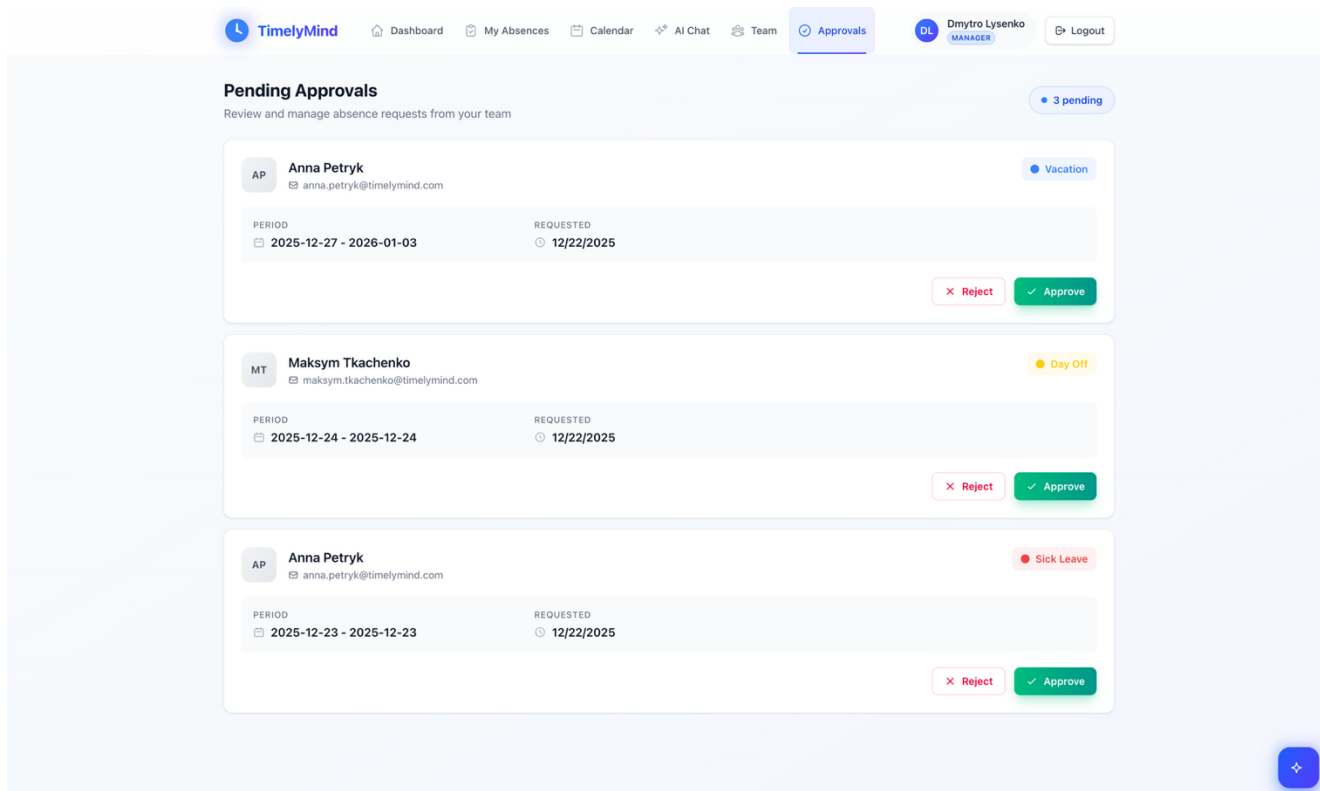 TimelyMind Dashboard My Absences Calendar AI Chat Team Approvals DL Dmytro Lysenko Logout
MANAGER
Pending Approvals
3 pending
Review and manage absence requests from your team
AP Anna Petryk Vacation
anna.petryk@timelymind.com
PERIOD REQUESTED
2025-12-27 - 2026-01-03 12/22/2025
Reject Approve
MT Maksym Tkachenko Day Off
maksym.tkachenko@timelymind.com
PERIOD REQUESTED
2025-12-24 - 2025-12-24 12/22/2025
Reject Approve
AP Anna Petryk Sick Leave
anna.petryk@timelymind.com
PERIOD REQUESTED
2025-12-23 - 2025-12-23 12/22/2025
Reject Approve